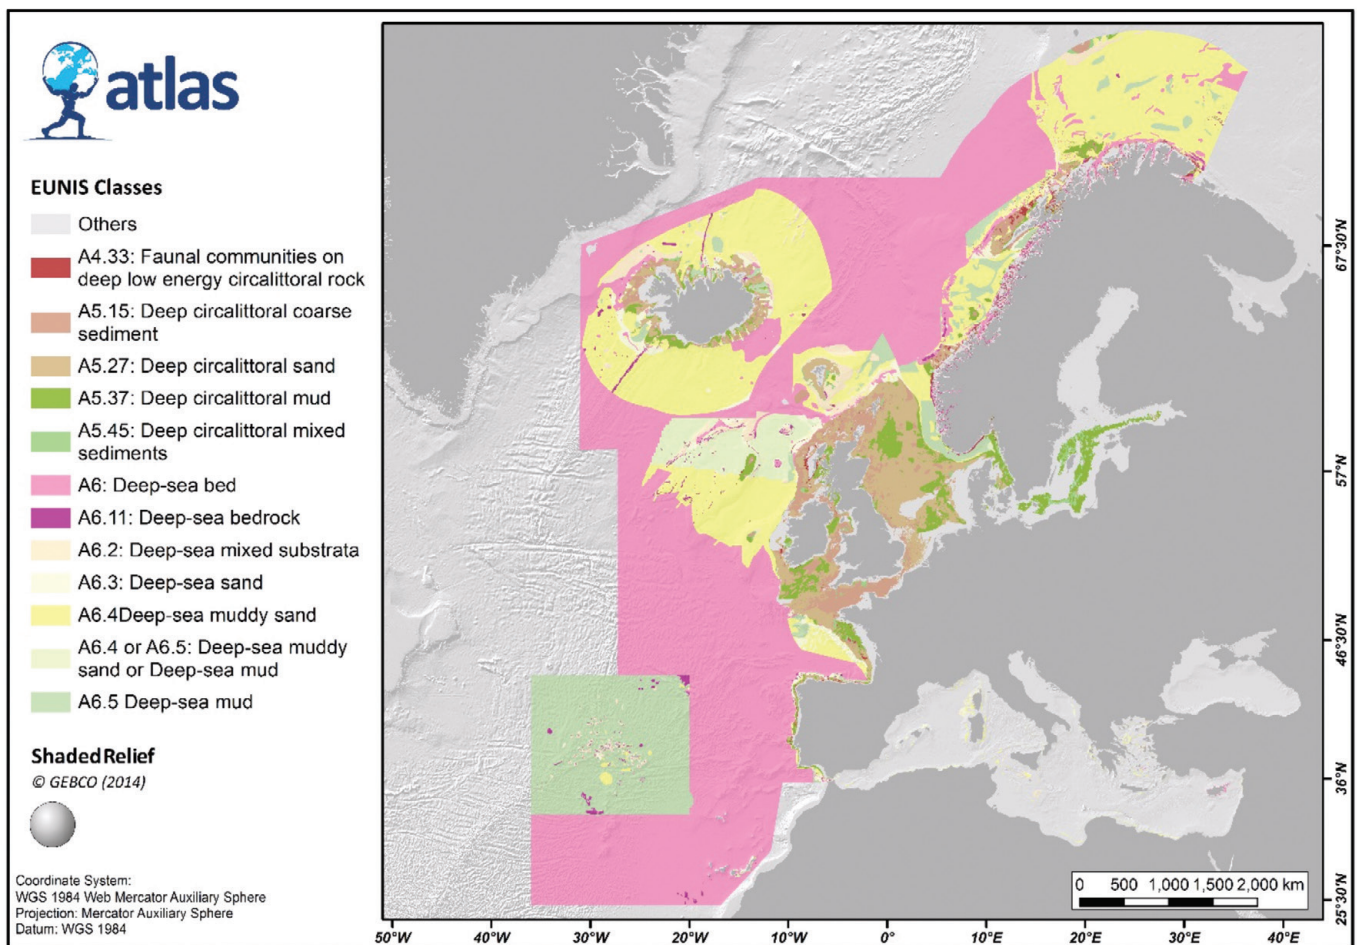 atlas
EUNIS Classes
Others
A4.33: Faunal communities on
deep low energy circalittoral rock
A5.15: Deep circalittoral coarse
sediment
A5.27: Deep circalittoral sand
A5.37: Deep circalittoral mud
A5.45: Deep circalittoral mixed
sediments
A6: Deep-sea bed
A6.11: Deep-sea bedrock
A6.2: Deep-sea mixed substrata
A6.3: Deep-sea sand
A6.4Deep-sea muddy sand
A6.4 or A6.5: Deep-sea muddy
sand or Deep-sea mud
A6.5 Deep-sea mud
Shaded Relief
© GEBCO (2014)
Coordinate System:
WGS 1984 Web Mercator Auxiliary Sphere
Projection: Mercator Auxiliary Sphere
Datum: WGS 1984
67°30'N
57°N
46°30'N
36°N
25°30'N
0 500 1,000 1,500 2,000 km
50°W 40°W 30°W 20°W 10°W 0° 10°E 20°E 30°E 40°E